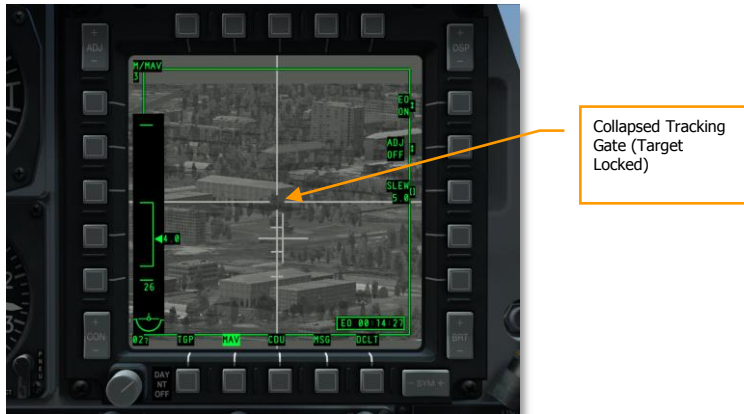 +
ADJ
-
+
DSP
-
M/MAV
3
EO
ON
ADJ
OFF
SLEW
5.0
4.0
26
EO 00:14:27
027
TGP
MAV
CDU
MSG
DCLT
+
CON
-
+
BRT
-
DAY
NT
OFF
- SYM +
Collapsed Tracking
Gate (Target
Locked)